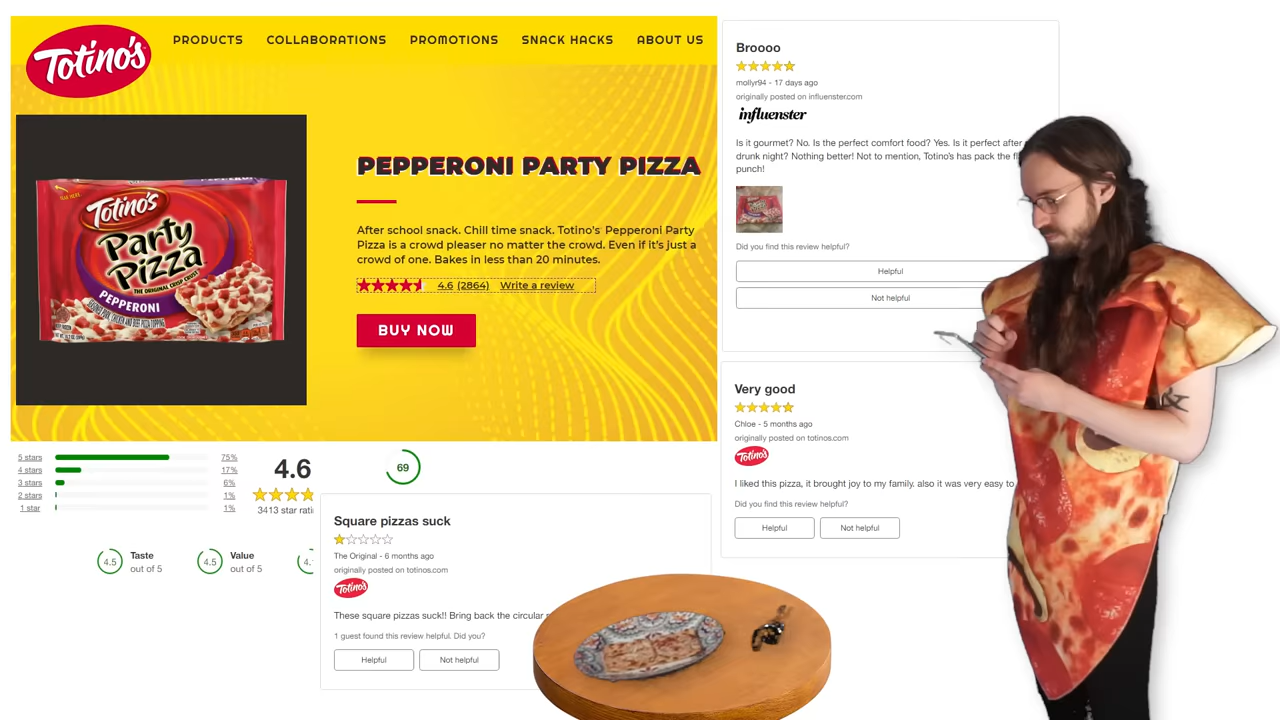 Totino's
PRODUCTS
COLLABORATIONS
PROMOTIONS
SNACK HACKS
ABOUT US
Totino's
Party
Pizza
THE ORIGINAL CRISP CRUST
PEPPERONI
PEPPERONI PARTY PIZZA
After school snack. Chill time snack. Totino's Pepperoni Party
Pizza is a crowd pleaser no matter the crowd. Even if it's just a
crowd of one. Bakes in less than 20 minutes.
4.6 (2864) Write a review
BUY NOW
5 stars 75%
4 stars 17%
3 stars 6%
2 stars 1%
1 star 1%
4.6
3413 star
69
4.5 Taste
out of 5
4.5 Value
out of 5
4.
Square pizzas suck
The Original - 6 months ago
originally posted on totinos.com
Totino's
These square pizzas suck!! Bring back the circular
1 guest found this review helpful. Did you?
Helpful
Not helpful
Broooo
mollyr94 - 17 days ago
originally posted on influenster.com
influenster
Is it gourmet? No. Is the perfect comfort food? Yes. Is it perfect after
drunk night? Nothing better! Not to mention, Totino's has pack the
punch!
Did you find this review helpful?
Helpful
Not helpful
Very good
Chloe - 5 months ago
originally posted on totinos.com
Totino's
I liked this pizza, it brought joy to my family. also it was very easy to
Did you find this review helpful?
Helpful
Not helpful